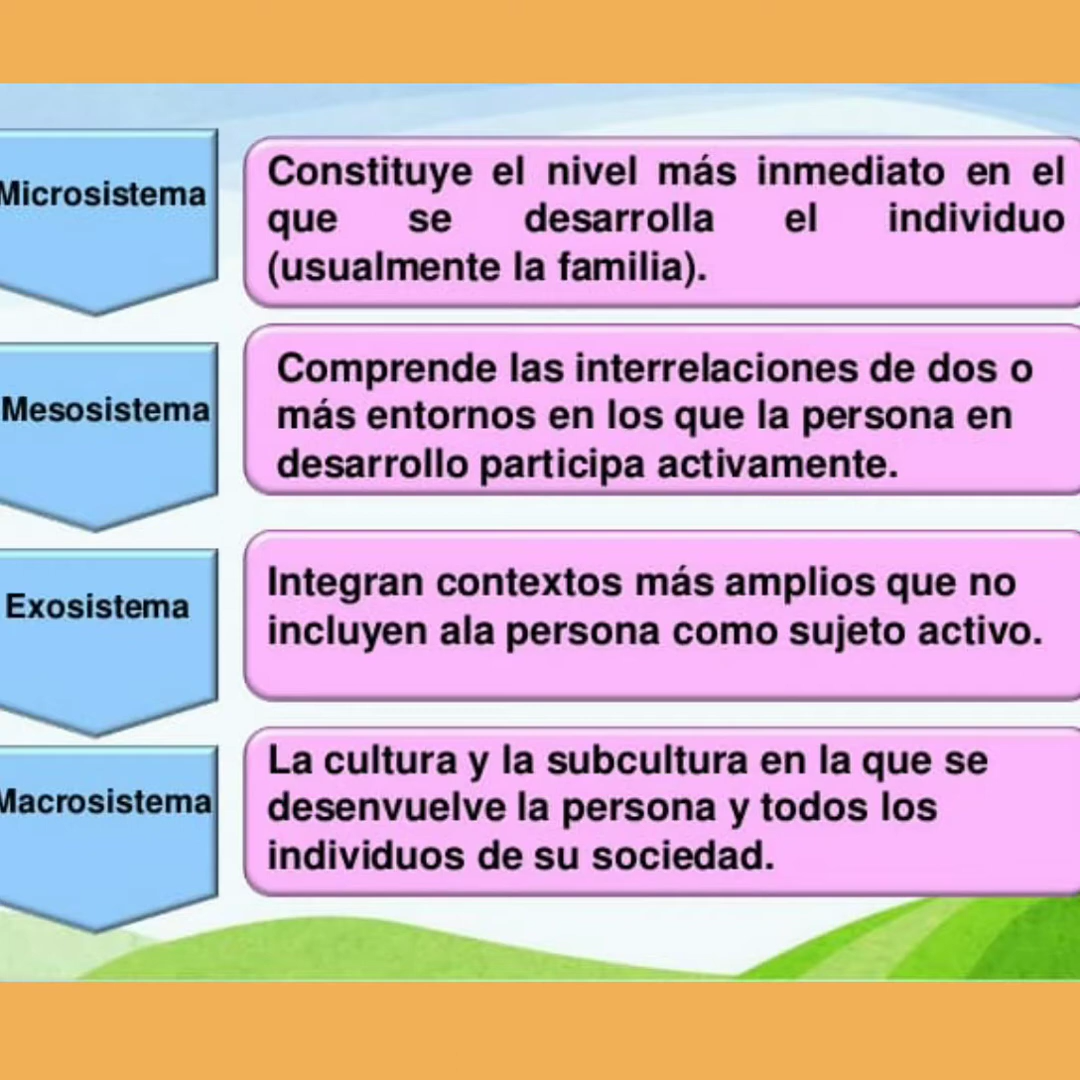 Microsistema
Constituye el nivel más inmediato en el
que se desarrolla el individuo
(usualmente la familia).
Mesosistema
Comprende las interrelaciones de dos o
más entornos en los que la persona en
desarrollo participa activamente.
Exosistema
Integran contextos más amplios que no
incluyen ala persona como sujeto activo.
Macrosistema
La cultura y la subcultura en la que se
desenvuelve la persona y todos los
individuos de su sociedad.